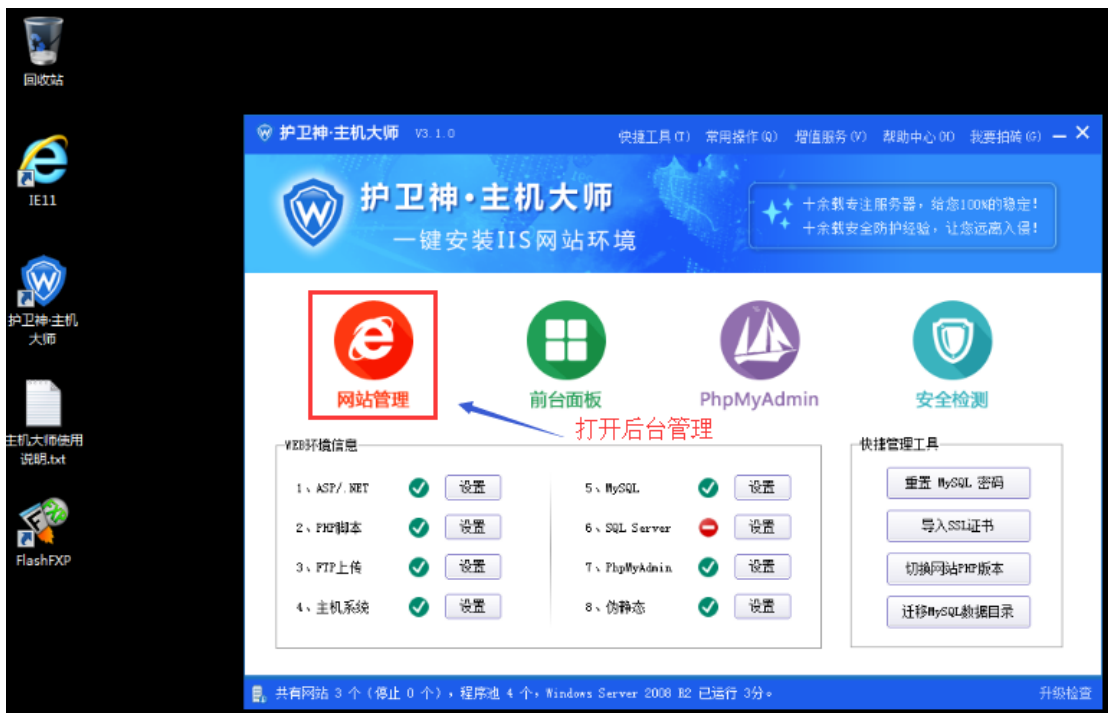 回收站
IE11
护卫神·主机
大师
主机大师使用
说明.txt
FlashFXP
护卫神·主机大师 V3.1.0
快捷工具(T) 常用操作(Q) 增值服务(V) 帮助中心(H) 我要拍砖(G)
护卫神·主机大师
一键安装IIS网站环境
十余载专注服务器，给您100%的稳定!
十余载安全防护经验，让您远离入侵!
网站管理
前台面板
PhpMyAdmin
安全检测
打开后台管理
WEB环境信息
1、ASP/.NET 设置
2、PHP脚本 设置
3、FTP上传 设置
4、主机系统 设置
5、MySQL 设置
6、SQL Server 设置
7、PhpMyAdmin 设置
8、伪静态 设置
快捷管理工具
重置 MySQL 密码
导入SSL证书
切换网站PHP版本
迁移MySQL数据目录
共有网站 3 个（停止 0 个），程序池 4 个，Windows Server 2008 R2 已运行 3分。
升级检查